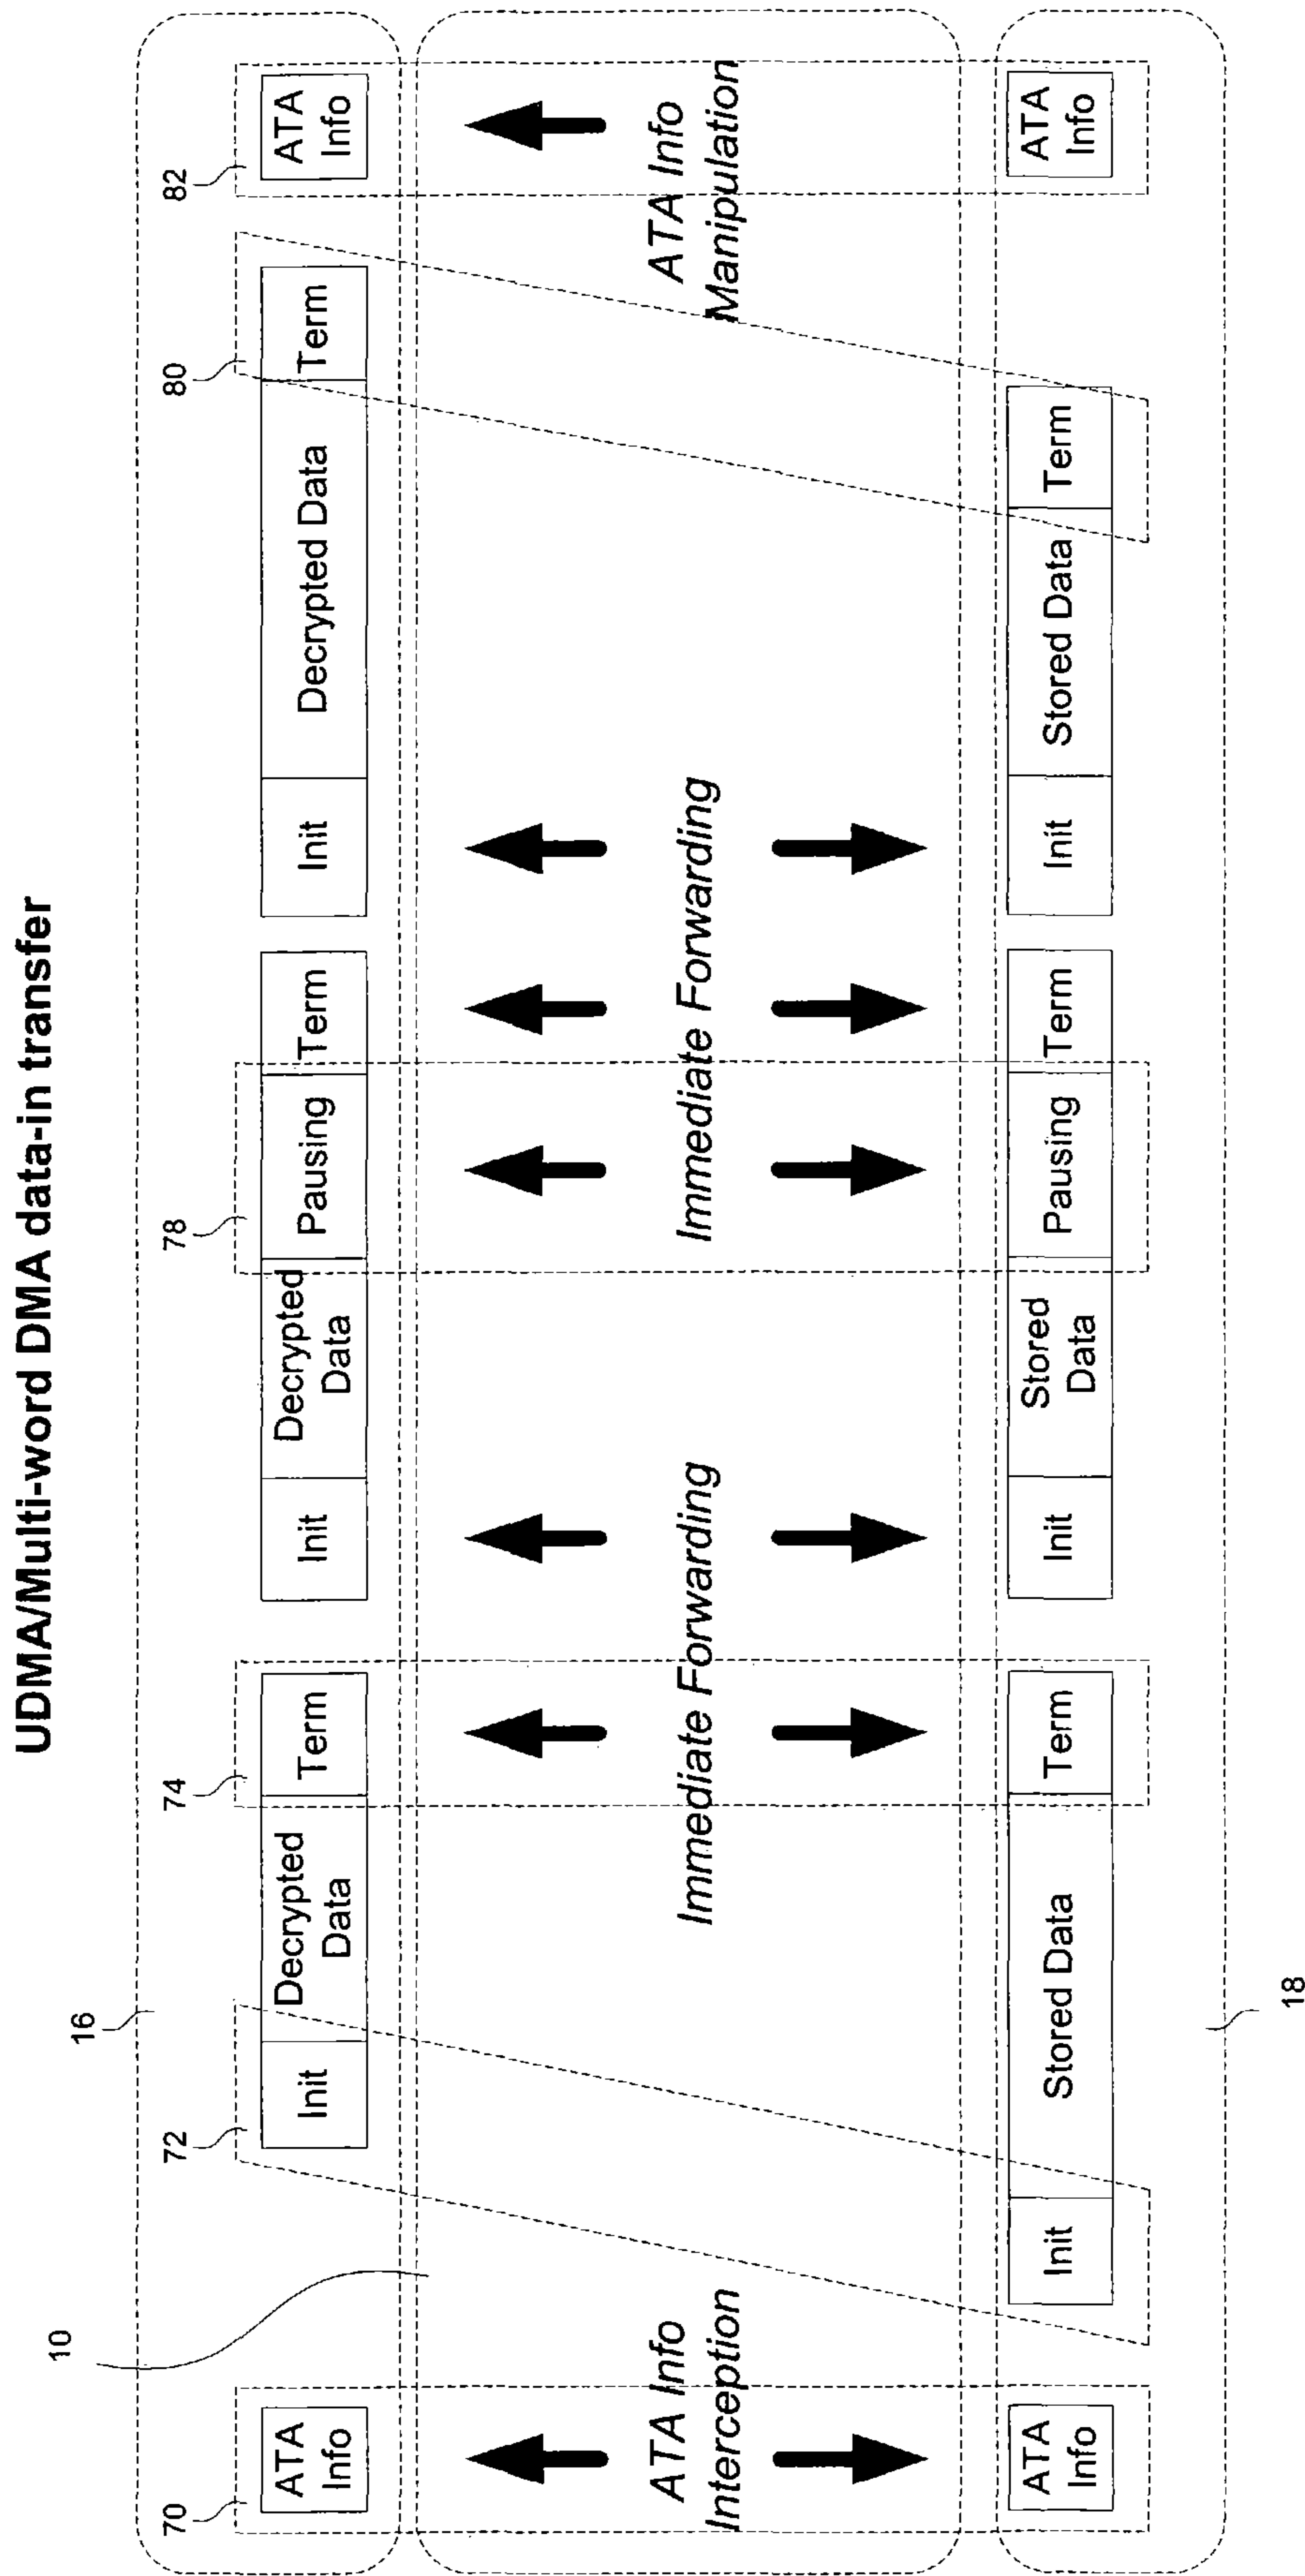 UDMA/Multi-word DMA data-in transfer
10
16
70
72
74
78
80
82
ATA
Info
Init
Decrypted
Data
Term
Init
Decrypted
Data
Pausing
Term
Init
Decrypted Data
Term
ATA
Info
ATA Info
Interception
Immediate Forwarding
Immediate Forwarding
ATA Info
Manipulation
ATA
Info
Init
Stored Data
Term
Init
Stored
Data
Pausing
Term
Init
Stored Data
Term
ATA
Info
18